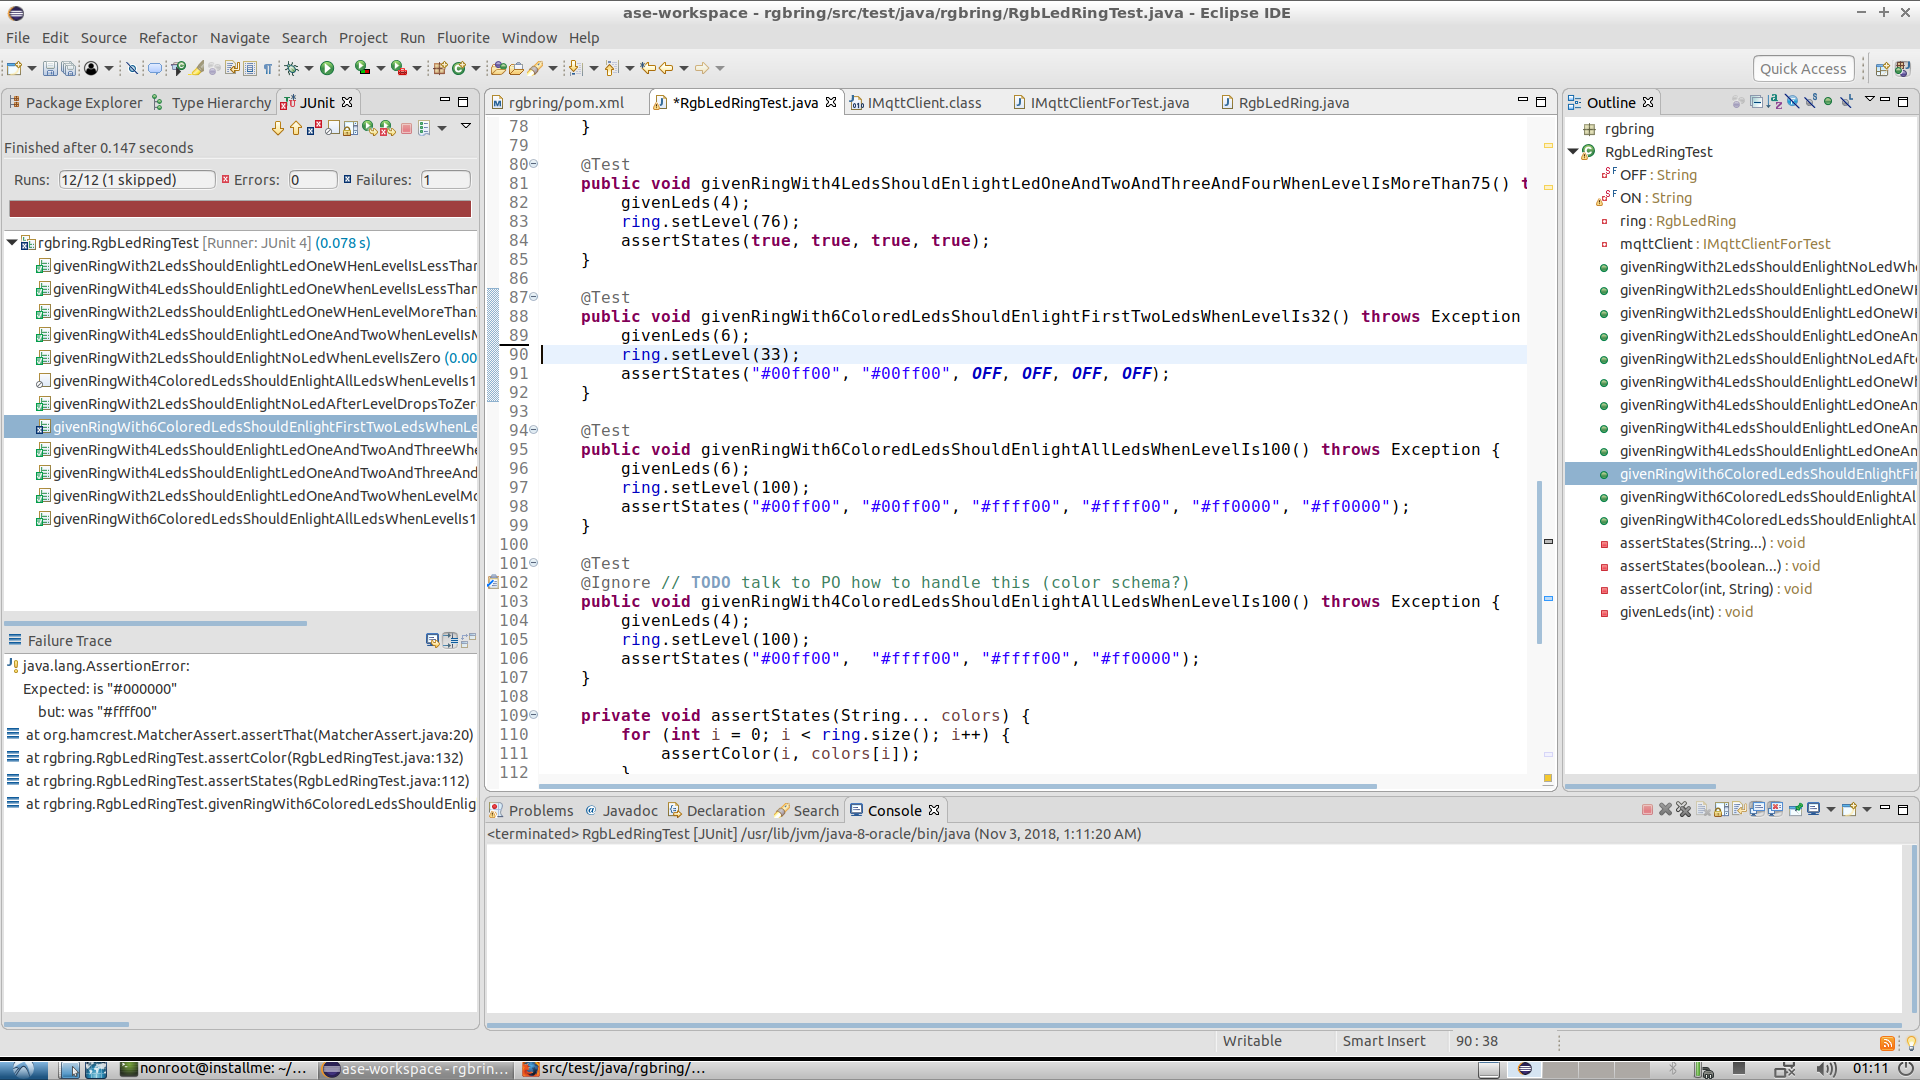 ase-workspace - rgbring/src/test/java/rgbring/RgbLedRingTest.java - Eclipse IDE
File Edit Source Refactor Navigate Search Project Run Fluorite Window Help
Quick Access
Package Explorer Type Hierarchy JUnit
Finished after 0.147 seconds
Runs: 12/12 (1 skipped) Errors: 0 Failures: 1
rgbring.RgbLedRingTest [Runner: JUnit 4] (0.078 s)
givenRingWith2LedsShouldEnlightLedOneWHenLevelIsLessThan
givenRingWith4LedsShouldEnlightLedOneWhenLevelIsLessThan
givenRingWith2LedsShouldEnlightLedOneWHenLevelMoreThan
givenRingWith4LedsShouldEnlightLedOneAndTwoWhenLevelIsM
givenRingWith2LedsShouldEnlightNoLedWhenLevelIsZero (0.00
givenRingWith4ColoredLedsShouldEnlightAllLedsWhenLevelIs1
givenRingWith2LedsShouldEnlightNoLedAfterLevelDropsToZer
givenRingWith6ColoredLedsShouldEnlightFirstTwoLedsWhenLe
givenRingWith4LedsShouldEnlightLedOneAndTwoAndThreeWhe
givenRingWith4LedsShouldEnlightLedOneAndTwoAndThreeAnd
givenRingWith2LedsShouldEnlightLedOneAndTwoWhenLevelMo
givenRingWith6ColoredLedsShouldEnlightAllLedsWhenLevelIs1
Failure Trace
java.lang.AssertionError:
Expected: is "#000000"
but: was "#ffff00"
at org.hamcrest.MatcherAssert.assertThat(MatcherAssert.java:20)
at rgbring.RgbLedRingTest.assertColor(RgbLedRingTest.java:132)
at rgbring.RgbLedRingTest.assertStates(RgbLedRingTest.java:112)
at rgbring.RgbLedRingTest.givenRingWith6ColoredLedsShouldEnlig
rgbring/pom.xml *RgbLedRingTest.java IMqttClient.class IMqttClientForTest.java RgbLedRing.java
78 }
79
80 @Test
81 public void givenRingWith4LedsShouldEnlightLedOneAndTwoAndThreeAndFourWhenLevelIsMoreThan75() t
82 givenLeds(4);
83 ring.setLevel(76);
84 assertStates(true, true, true, true);
85 }
86
87 @Test
88 public void givenRingWith6ColoredLedsShouldEnlightFirstTwoLedsWhenLevelIs32() throws Exception
89 givenLeds(6);
90 ring.setLevel(33);
91 assertStates("#00ff00", "#00ff00", OFF, OFF, OFF, OFF);
92 }
93
94 @Test
95 public void givenRingWith6ColoredLedsShouldEnlightAllLedsWhenLevelIs100() throws Exception {
96 givenLeds(6);
97 ring.setLevel(100);
98 assertStates("#00ff00", "#00ff00", "#ffff00", "#ffff00", "#ff0000", "#ff0000");
99 }
100
101 @Test
102 @Ignore // TODO talk to PO how to handle this (color schema?)
103 public void givenRingWith4ColoredLedsShouldEnlightAllLedsWhenLevelIs100() throws Exception {
104 givenLeds(4);
105 ring.setLevel(100);
106 assertStates("#00ff00",  "#ffff00", "#ffff00", "#ff0000");
107 }
108
109 private void assertStates(String... colors) {
110 for (int i = 0; i < ring.size(); i++) {
111 assertColor(i, colors[i]);
112 }
Outline
rgbring
RgbLedRingTest
OFF : String
ON : String
ring : RgbLedRing
mqttClient : IMqttClientForTest
givenRingWith2LedsShouldEnlightNoLedWh
givenRingWith2LedsShouldEnlightLedOneWH
givenRingWith2LedsShouldEnlightLedOneWH
givenRingWith2LedsShouldEnlightLedOneAn
givenRingWith2LedsShouldEnlightNoLedAft
givenRingWith4LedsShouldEnlightLedOneWh
givenRingWith4LedsShouldEnlightLedOneAn
givenRingWith4LedsShouldEnlightLedOneAn
givenRingWith4LedsShouldEnlightLedOneAn
givenRingWith6ColoredLedsShouldEnlightFi
givenRingWith6ColoredLedsShouldEnlightAl
givenRingWith4ColoredLedsShouldEnlightAl
assertStates(String...) : void
assertStates(boolean...) : void
assertColor(int, String) : void
givenLeds(int) : void
Problems Javadoc Declaration Search Console
<terminated> RgbLedRingTest [JUnit] /usr/lib/jvm/java-8-oracle/bin/java (Nov 3, 2018, 1:11:20 AM)
Writable Smart Insert 90 : 38
nonroot@installme: ~/... ase-workspace - rgbrin... src/test/java/rgbring/... 01:11